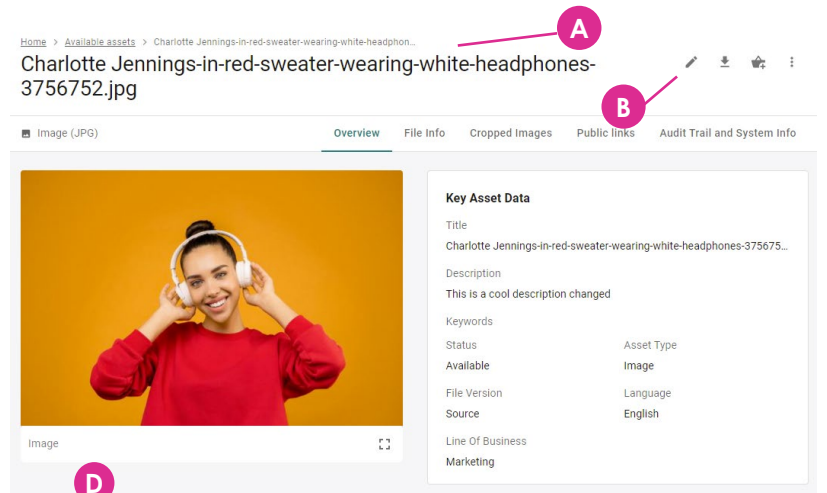 A
Home > Available assets > Charlotte Jennings-in-red-sweater-wearing-white-headphon...
Charlotte Jennings-in-red-sweater-wearing-white-headphones-
3756752.jpg
B
Image (JPG) Overview File Info Cropped Images Public links Audit Trail and System Info
Key Asset Data
Title
Charlotte Jennings-in-red-sweater-wearing-white-headphones-375675...
Description
This is a cool description changed
Keywords
Status Asset Type
Available Image
File Version Language
Source English
Line Of Business
Marketing
Image
D